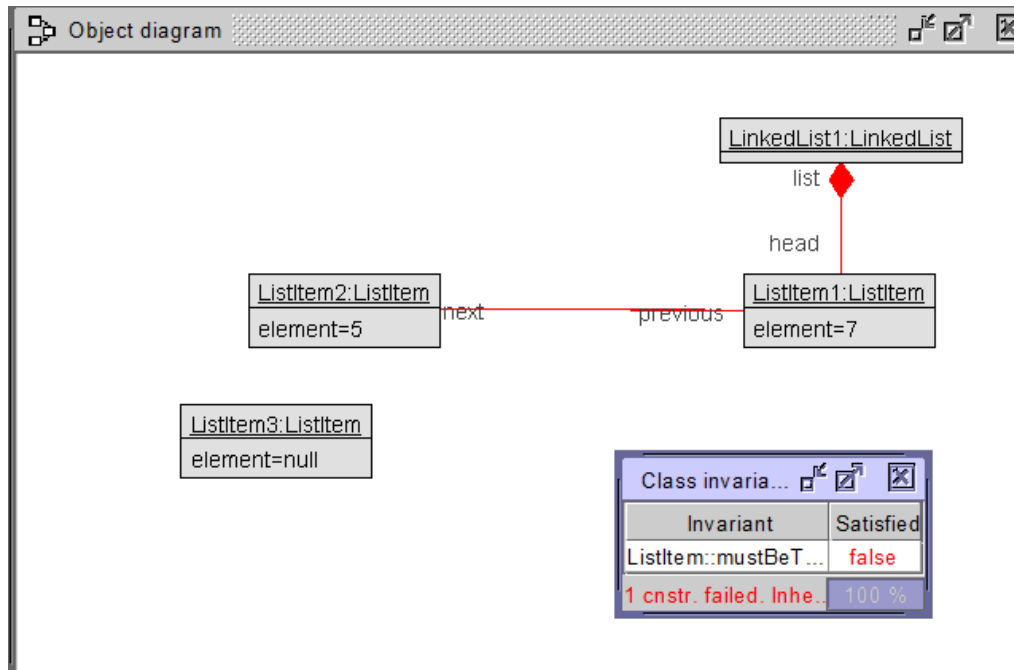 Object diagram
LinkedList1:LinkedList
list
head
ListItem2:ListItem
element=5
next
previous
ListItem1:ListItem
element=7
ListItem3:ListItem
element=null
Class invaria...
Invariant Satisfied
ListItem::mustBeT... false
1 cnstr. failed. Inhe.. 100 %